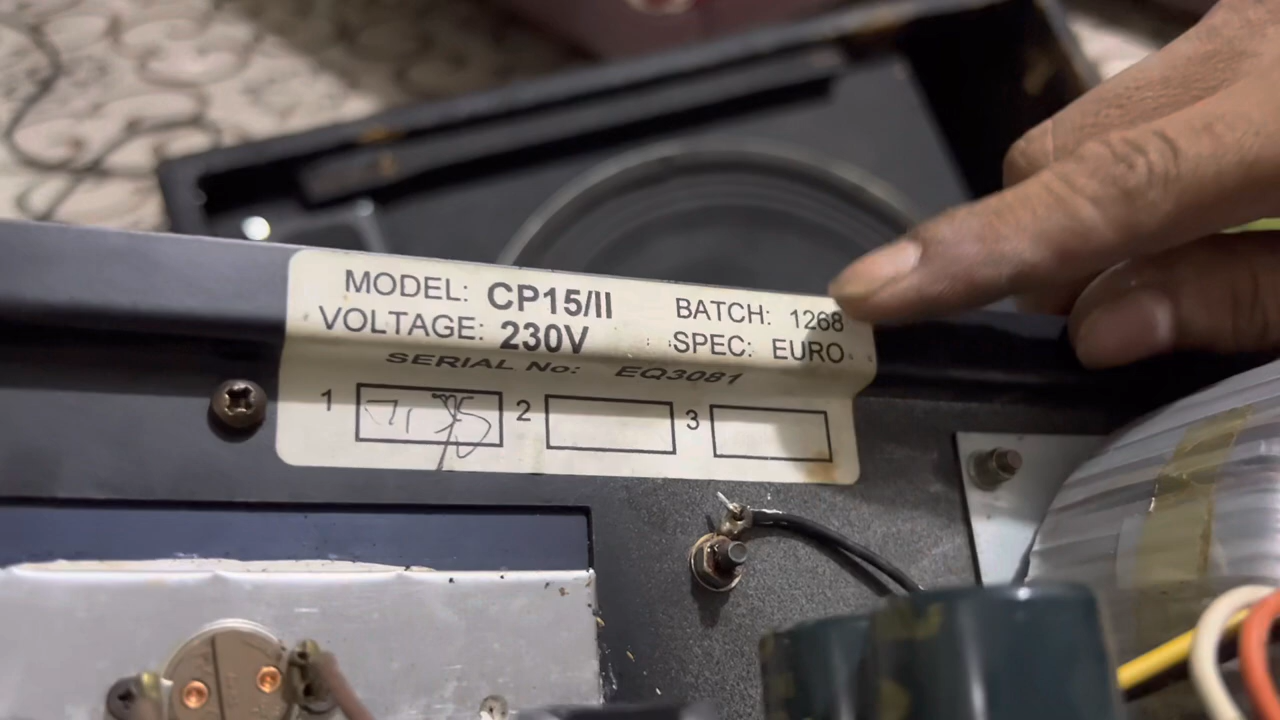 MODEL: CP15/II BATCH: 1268
VOLTAGE: 230V SPEC: EURO
SERIAL No: EQ3081
1 2 3